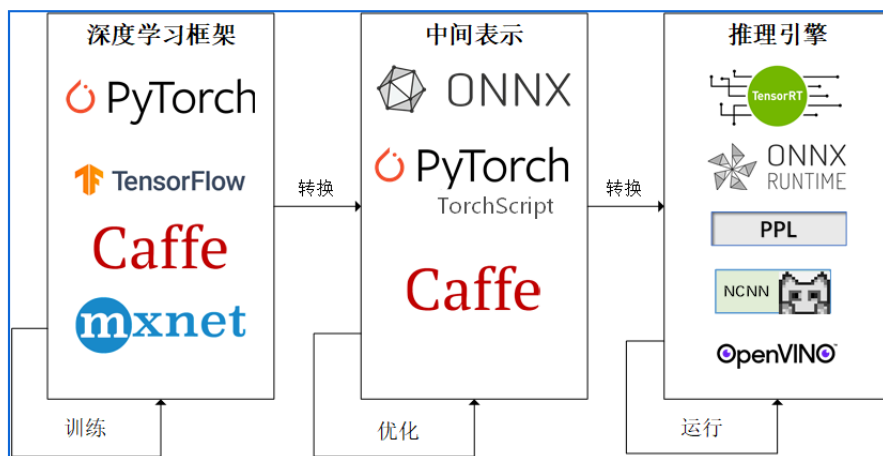 深度学习框架
PyTorch
TensorFlow
Caffe
mxnet
训练
转换
中间表示
ONNX
PyTorch
TorchScript
Caffe
优化
转换
推理引擎
TensorRT
ONNX
RUNTIME
PPL
NCNN
OpenVINO
运行